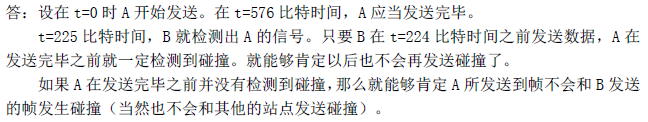 答：设在 t=0 时 A 开始发送。在 t=576 比特时间，A 应当发送完毕。
t=225 比特时间，B 就检测出 A 的信号。只要 B 在 t=224 比特时间之前发送数据，A 在
发送完毕之前就一定检测到碰撞。就能够肯定以后也不会再发送碰撞了。
如果 A 在发送完毕之前并没有检测到碰撞，那么就能够肯定 A 所发送到帧不会和 B 发送
的帧发生碰撞（当然也不会和其他的站点发送碰撞）。